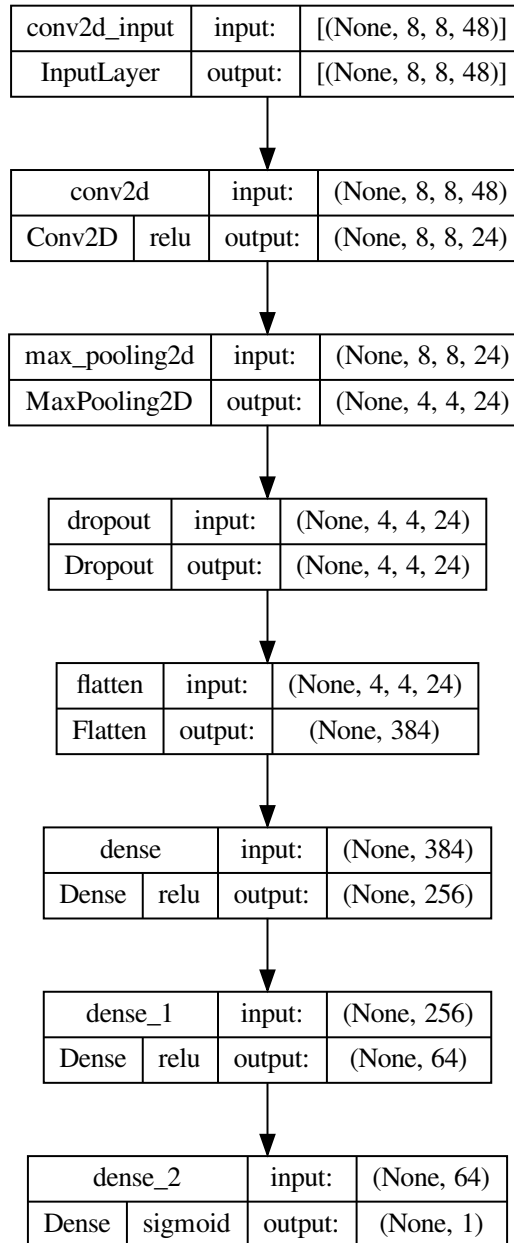 conv2d_input input: [(None, 8, 8, 48)]
InputLayer output: [(None, 8, 8, 48)]
conv2d input: (None, 8, 8, 48)
Conv2D relu output: (None, 8, 8, 24)
max_pooling2d input: (None, 8, 8, 24)
MaxPooling2D output: (None, 4, 4, 24)
dropout input: (None, 4, 4, 24)
Dropout output: (None, 4, 4, 24)
flatten input: (None, 4, 4, 24)
Flatten output: (None, 384)
dense input: (None, 384)
Dense relu output: (None, 256)
dense_1 input: (None, 256)
Dense relu output: (None, 64)
dense_2 input: (None, 64)
Dense sigmoid output: (None, 1)